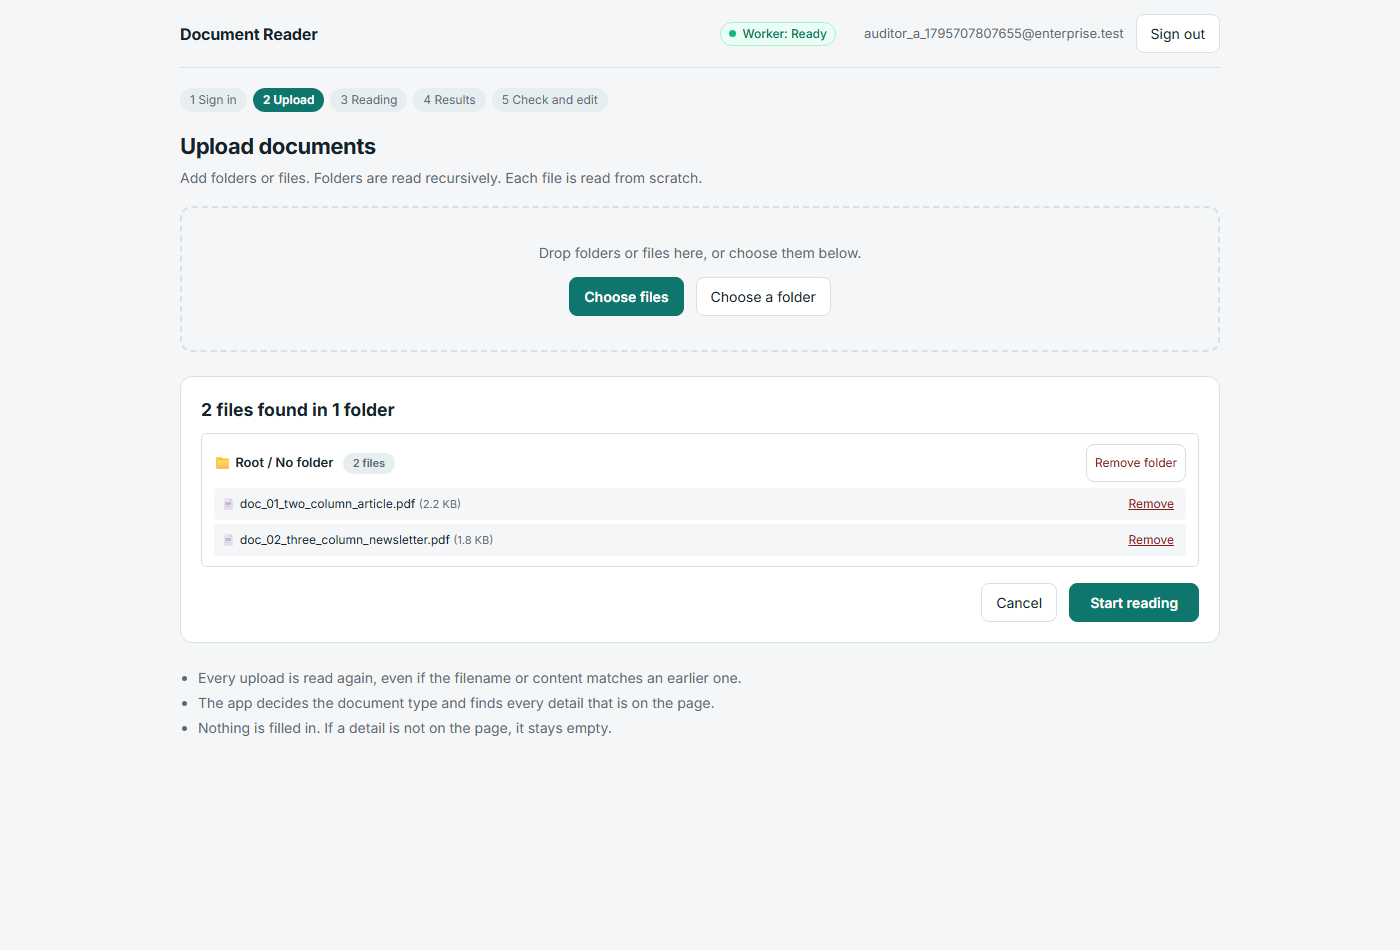 Document Reader
Worker: Ready
auditor_a_1795707807655@enterprise.test
Sign out
1 Sign in
2 Upload
3 Reading
4 Results
5 Check and edit
Upload documents
Add folders or files. Folders are read recursively. Each file is read from scratch.
Drop folders or files here, or choose them below.
Choose files
Choose a folder
2 files found in 1 folder
Root / No folder
2 files
Remove folder
doc_01_two_column_article.pdf (2.2 KB)
Remove
doc_02_three_column_newsletter.pdf (1.8 KB)
Remove
Cancel
Start reading
Every upload is read again, even if the filename or content matches an earlier one.
The app decides the document type and finds every detail that is on the page.
Nothing is filled in. If a detail is not on the page, it stays empty.